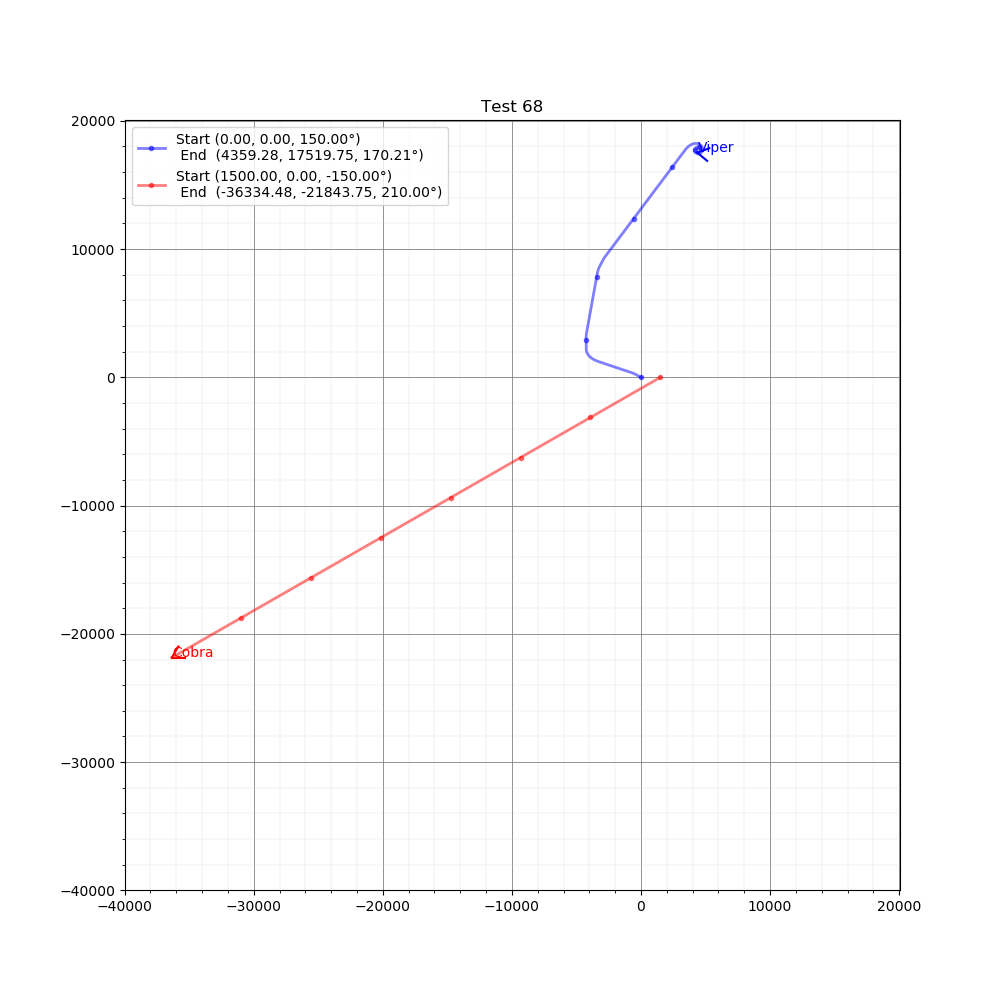 Test 68
Start (0.00, 0.00, 150.00°)
End  (4359.28, 17519.75, 170.21°)
Start (1500.00, 0.00, -150.00°)
End  (-36334.48, -21843.75, 210.00°)
Viper
Cobra
20000
10000
0
−10000
−20000
−30000
−40000
−40000 −30000 −20000 −10000 0 10000 20000